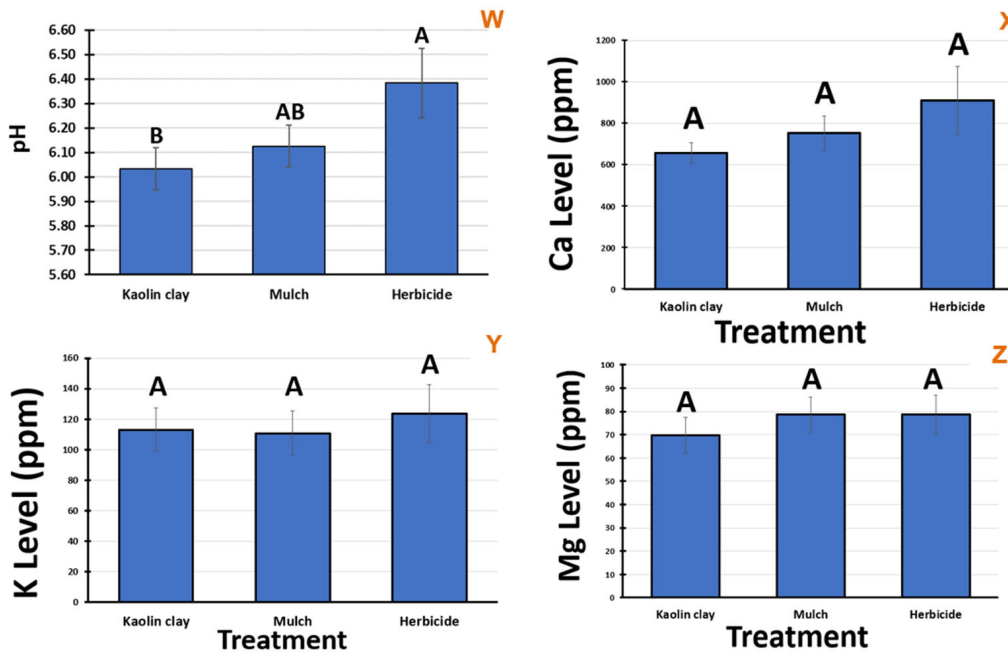 W
6.60
6.50
6.40
6.30
6.20
6.10
6.00
5.90
5.80
5.70
5.60
pH
B
AB
A
Kaolin clay Mulch Herbicide
X
1200
1000
800
600
400
200
0
Ca Level (ppm)
A
A
A
Kaolin clay Mulch Herbicide
Treatment
Y
160
140
120
100
80
60
40
20
0
K Level (ppm)
A
A
A
Kaolin clay Mulch Herbicide
Treatment
Z
100
90
80
70
60
50
40
30
20
10
0
Mg Level (ppm)
A
A
A
Kaolin clay Mulch Herbicide
Treatment